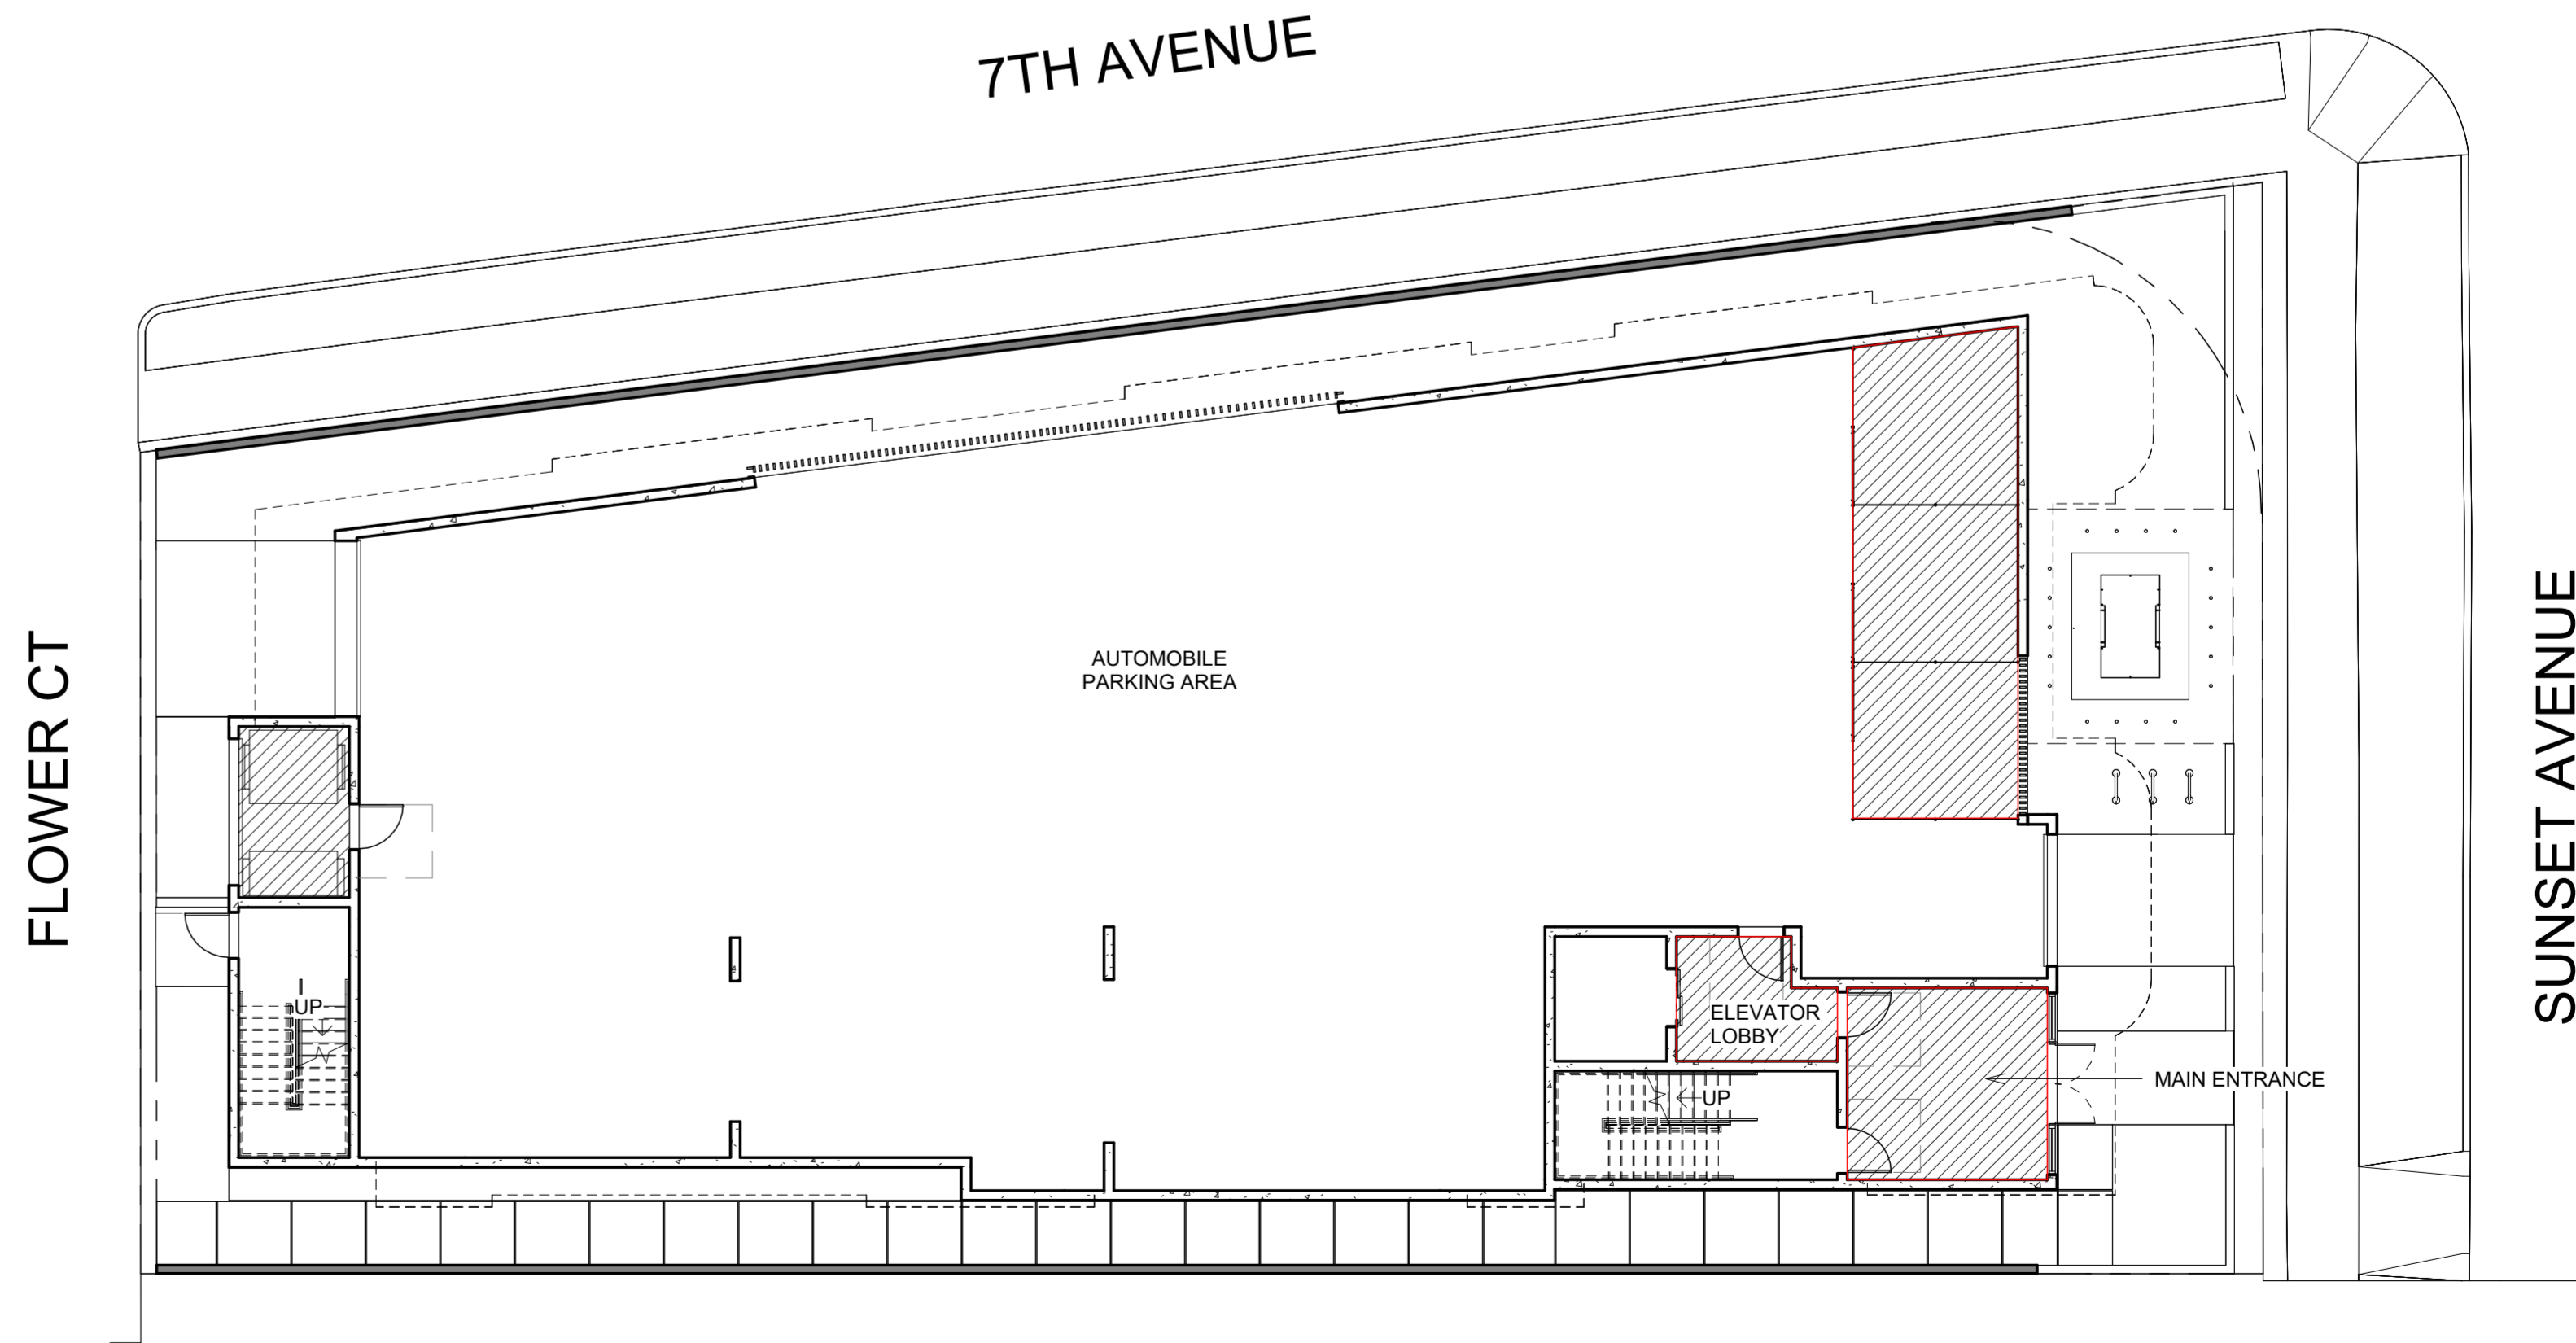 7TH AVENUE
FLOWER CT
AUTOMOBILE
PARKING AREA
SUNSET AVENUE
UP
ELEVATOR
LOBBY
MAIN ENTRANCE
UP